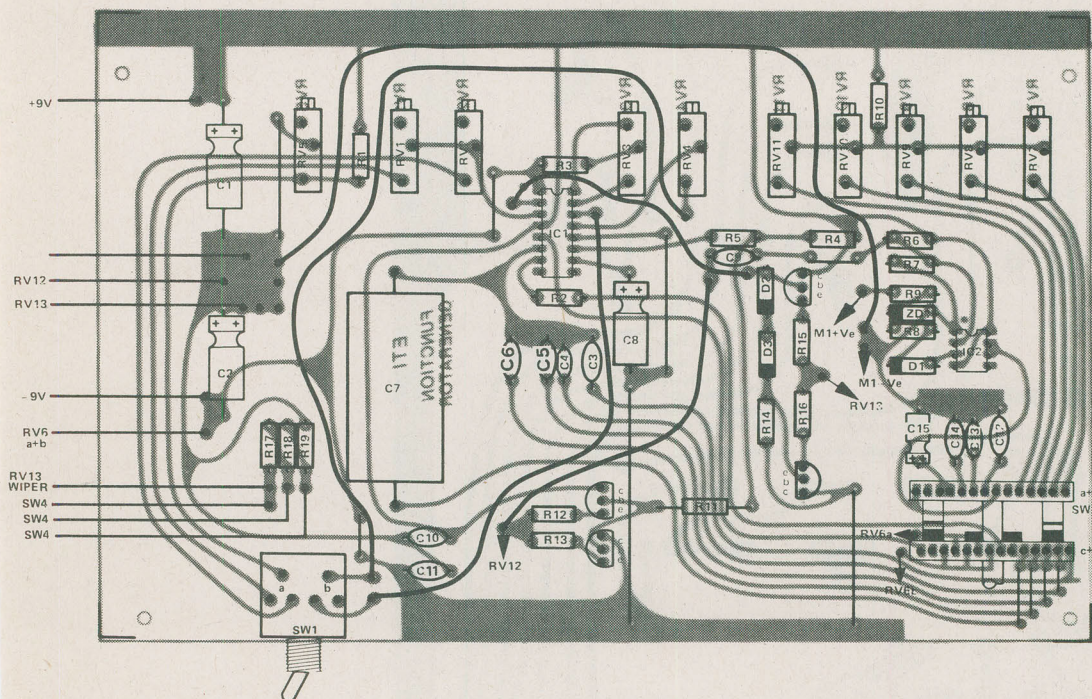 +9V
C1
RV5
R1
RV1
RV2
R3
RV3
RV4
RV11
RV10
R10
RV9
RV8
RV7
IC1
R5
R4
C9
R6
R7
R9
ZD1
R8
D1
IC2
RV12
RV13
C2
-9V
RV6
a+b
RV13
WIPER
SW4
SW4
SW4
R17
R18
R19
C7
ETI
FUNCTION
GENERATOR
R2
C6
C5
C4
C3
C8
D2
D3
R14
R15
R16
c
b
e
M1+Ve
M1-Ve
RV13
C15
C14
C13
C12
a+
SW
c+
RV6a
RV6b
C10
C11
R12
R13
RV12
R11
c
b
e
c
b
e
a
b
SW1